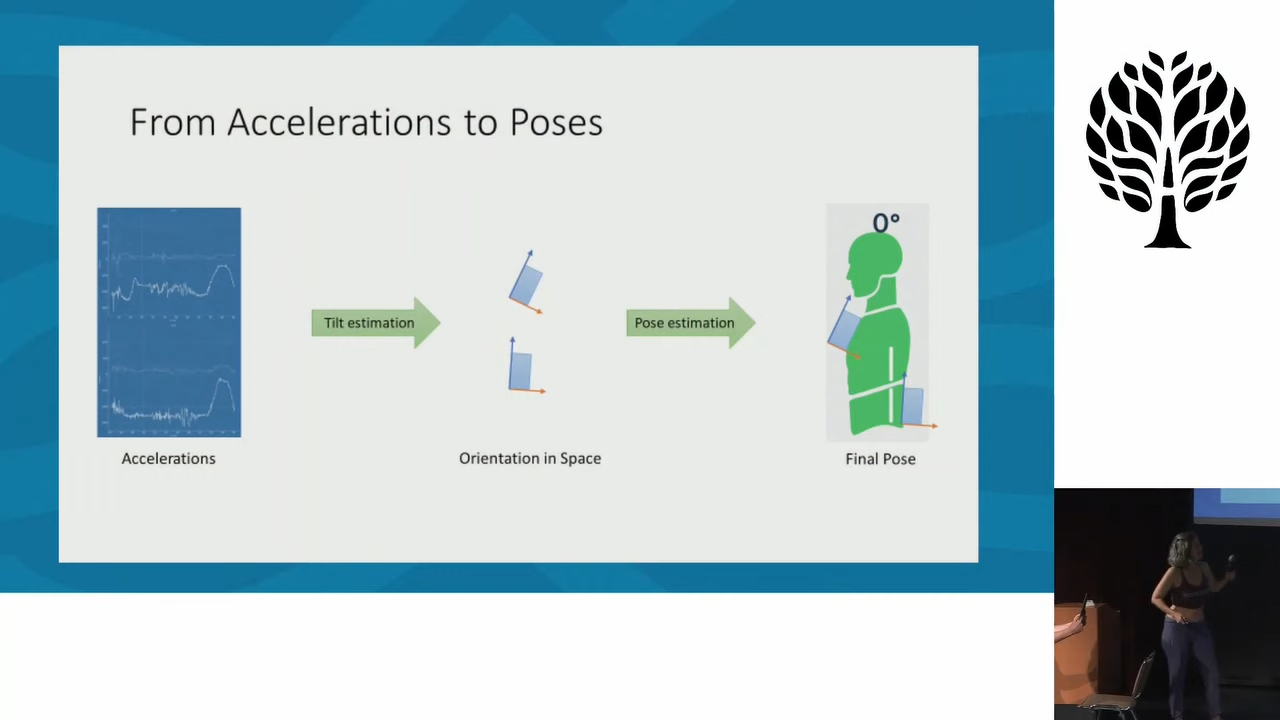 From Accelerations to Poses
0°
Tilt estimation
Pose estimation
Accelerations
Orientation in Space
Final Pose